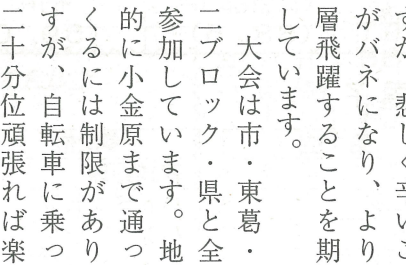 すが、悲しく辛いこ
がバネになり、より
層飛躍することを期
しています。
大会は市・東葛・
二ブロック・県と全
参加しています。地
的に小金原まで通っ
くるには制限があり
すが、自転車に乗っ
二十分位頑張れば楽